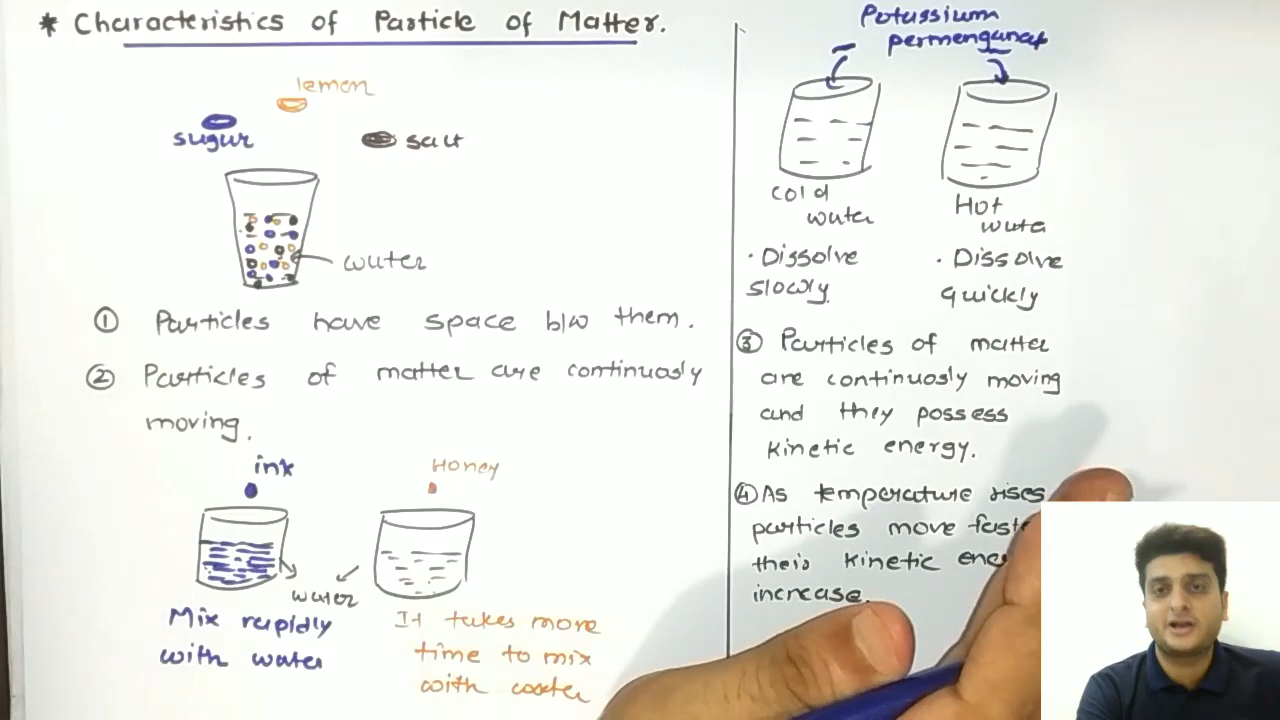 * Characteristics of Particle of Matter.
lemon
sugur
salt
water
① Particles have space b/w them.
② Particles of matter are continuosly
moving.
ink
Honey
water
Mix rapidly
with water
It takes more
time to mix
with water
Potassium
permenganat
cold
water
Hot
wate
· Dissolve
slowly.
· Dissolve
quickly
③ Particles of matter
are continuosly moving
and they possess
kinetic energy.
④ As temperature rises
particles move faste
their kinetic ene
increase.